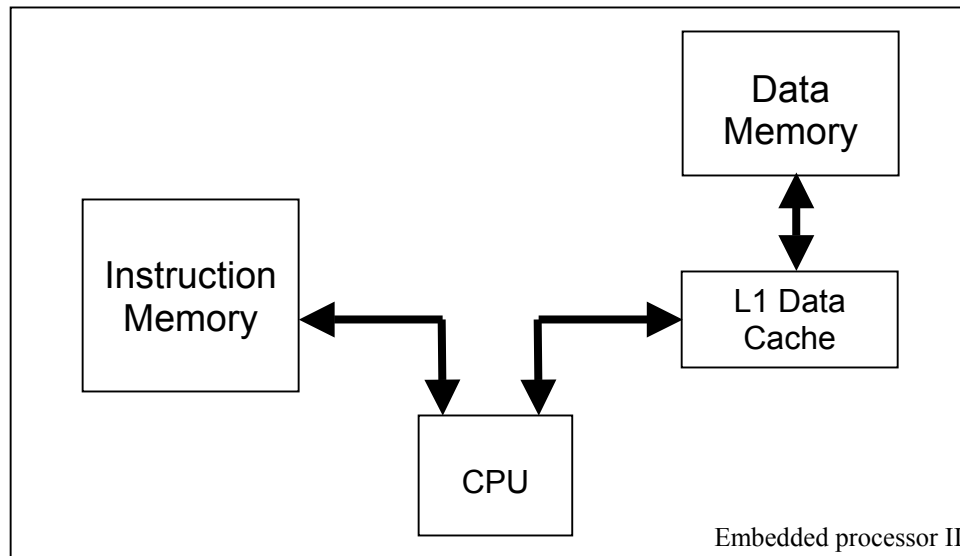 Data
Memory
Instruction
Memory
L1 Data
Cache
CPU
Embedded processor II